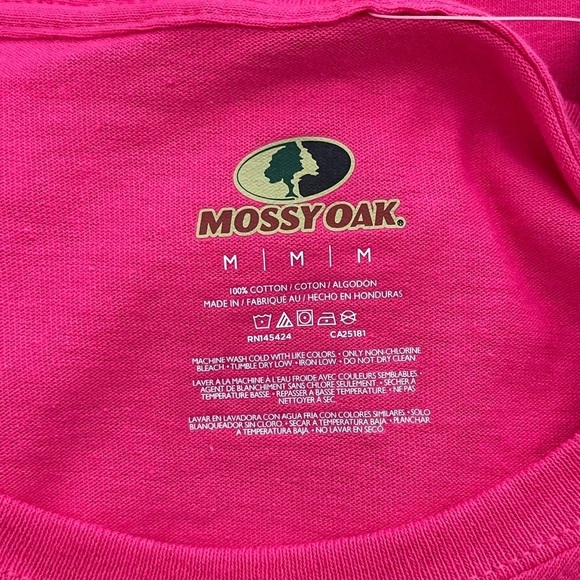 MOSSY OAK®
M | M | M
100% COTTON / COTON / ALGODÓN
MADE IN / FABRIQUE AU / HECHO EN HONDURAS
RN145424 CA25181
MACHINE WASH COLD WITH LIKE COLORS. • ONLY NON-CHLORINE
BLEACH. • TUMBLE DRY LOW. • IRON LOW. • DO NOT DRY CLEAN
LAVER A LA MACHINE A L'EAU FROIDE AVEC COULEURS SEMBLABLES. •
AGENT DE BLANCHIMENT SANS CHLORE SEULEMENT. • SÉCHER À
TEMPERATURE BASSE. • REPASSER A BASSE TEMPERATURE. • NE PAS
NETTOYER A SEC.
LAVAR EN LAVADORA CON AGUA FRIA CON COLORES SIMILARES. • SOLO
BLANQUEADOR SIN CLORO. • SECAR A TEMPERATURA BAJA. • PLANCHAR
A TEMPERATURA BAJA. • NO LAVAR EN SECO.